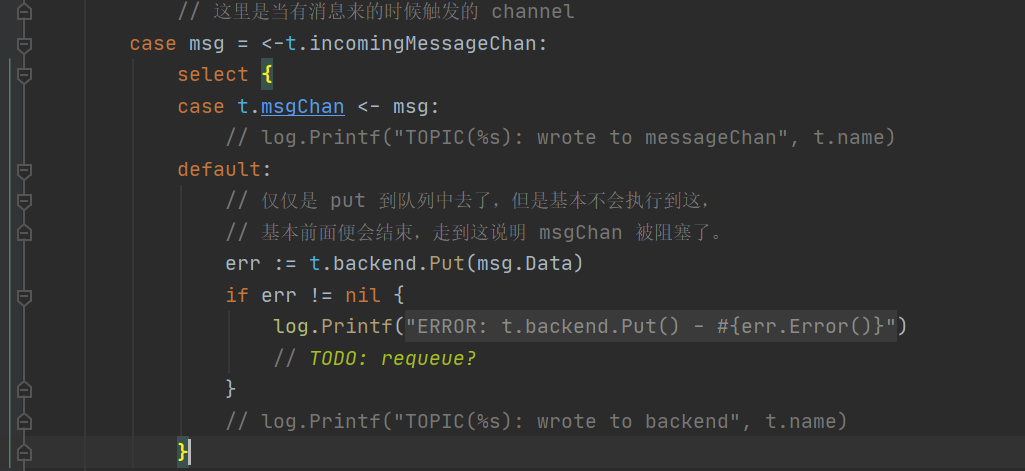 // 这里是当有消息来的时候触发的 channel
case msg = <-t.incomingMessageChan:
select {
case t.msgChan <- msg:
// log.Printf("TOPIC(%s): wrote to messageChan", t.name)
default:
// 仅仅是 put 到队列中去了，但是基本不会执行到这，
// 基本前面便会结束，走到这说明 msgChan 被阻塞了。
err := t.backend.Put(msg.Data)
if err != nil {
log.Printf("ERROR: t.backend.Put() - #{err.Error()}")
// TODO: requeue?
}
// log.Printf("TOPIC(%s): wrote to backend", t.name)
}